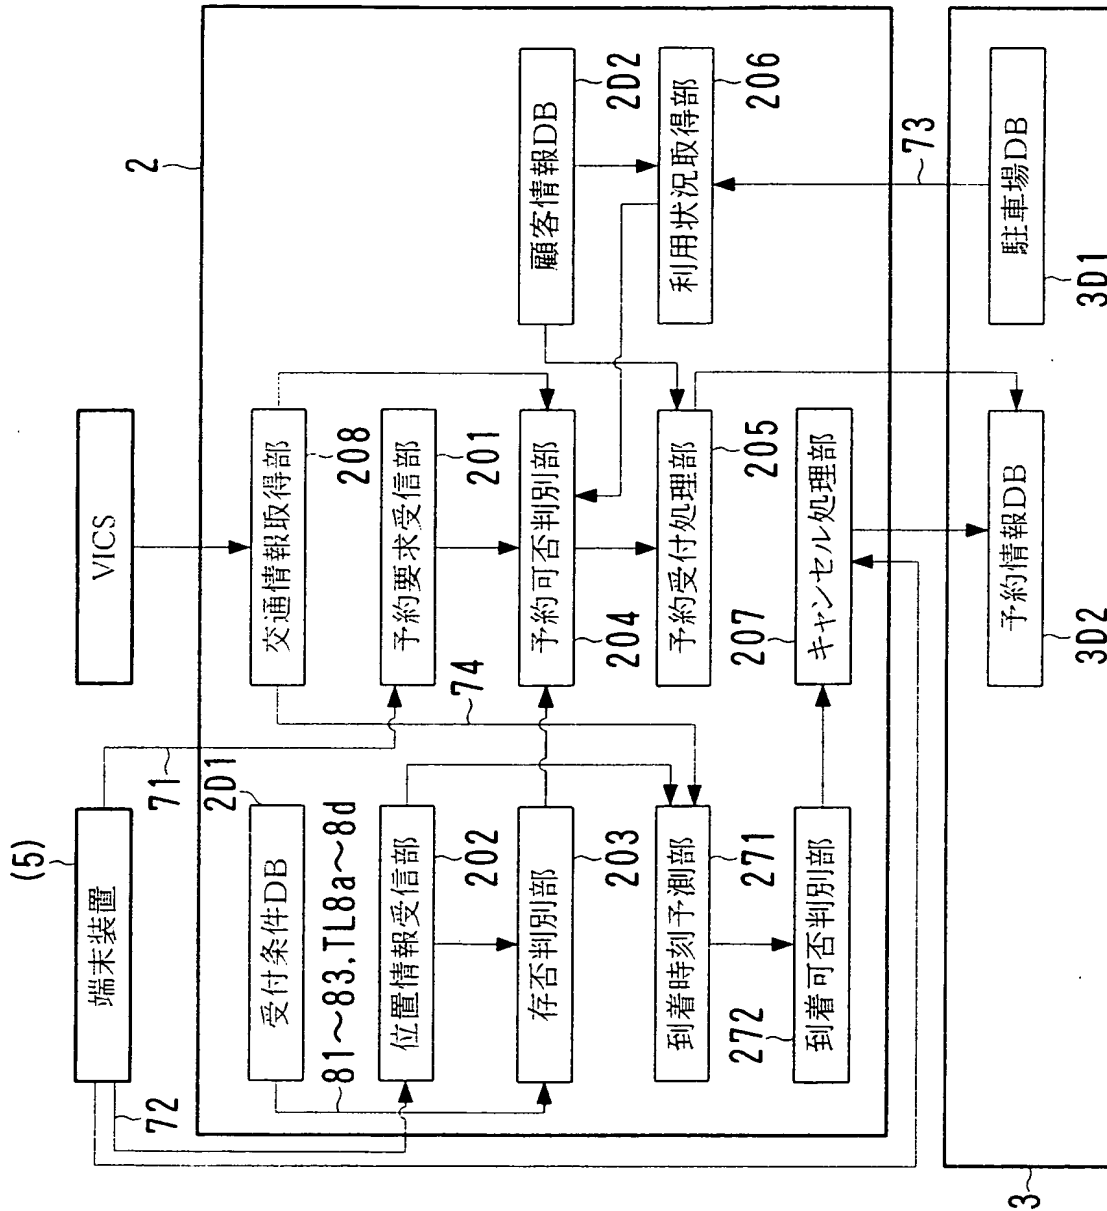 (5)
端末装置
VICS
72
71
2
2D1
受付条件DB
交通情報取得部
81～83,TL8a～8d
208
位置情報受信部
予約要求受信部
202
74
201
存否判別部
予約可否判別部
顧客情報DB
203
204
2D2
到着時刻予測部
予約受付処理部
利用状況取得部
272
271
207
205
206
到着可否判別部
キャンセル処理部
73
3
予約情報DB
駐車場DB
3D2
3D1